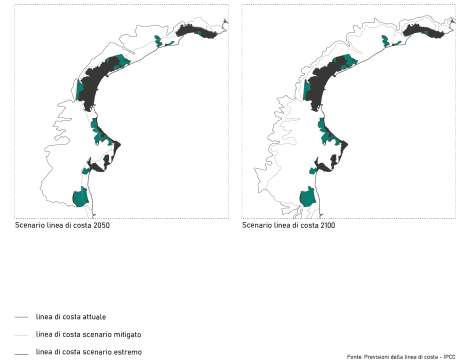 Scenario linea di costa 2050
Scenario linea di costa 2100
linea di costa attuale
linea di costa scenario mitigato
linea di costa scenario estremo
Fonte: Previsioni della linea di costa - IPCC